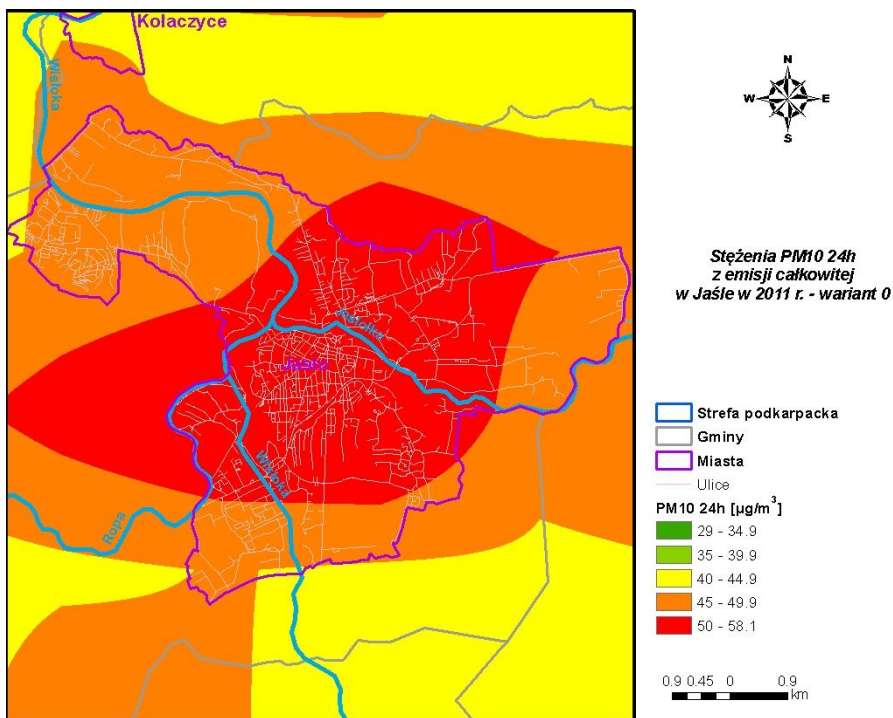 Kołaczyce
Wisłoka
Jasiołka
Jasło
Wisłoka
Ropa
N
W E
S
Stężenia PM10 24h
z emisji całkowitej
w Jaśle w 2011 r. - wariant 0
Strefa podkarpacka
Gminy
Miasta
Ulice
PM10 24h [µg/m³]
29 - 34.9
35 - 39.9
40 - 44.9
45 - 49.9
50 - 58.1
0.9 0.45 0 0.9
km